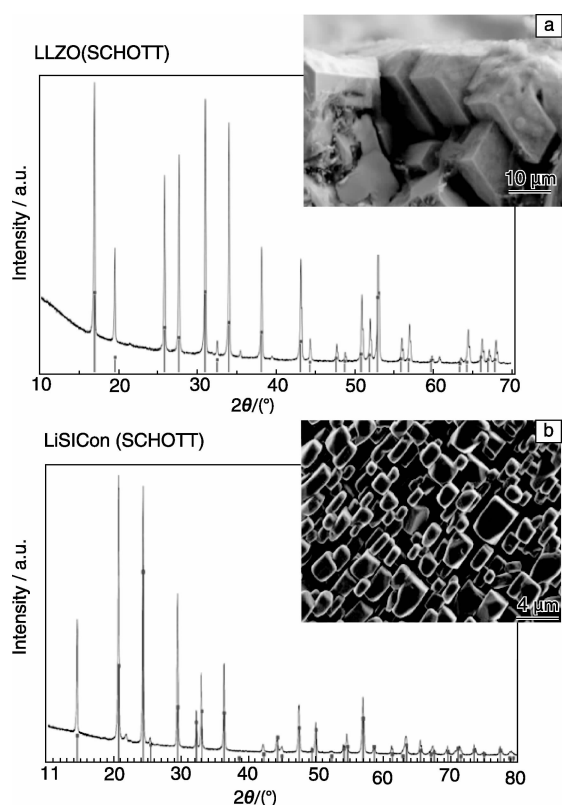 a
LLZO(SCHOTT)
10 μm
Intensity / a.u.
10 20 30 40 50 60 70
2θ/(°)
b
LiSICon (SCHOTT)
4 μm
Intensity / a.u.
11 20 30 40 50 60 70 80
2θ/(°)